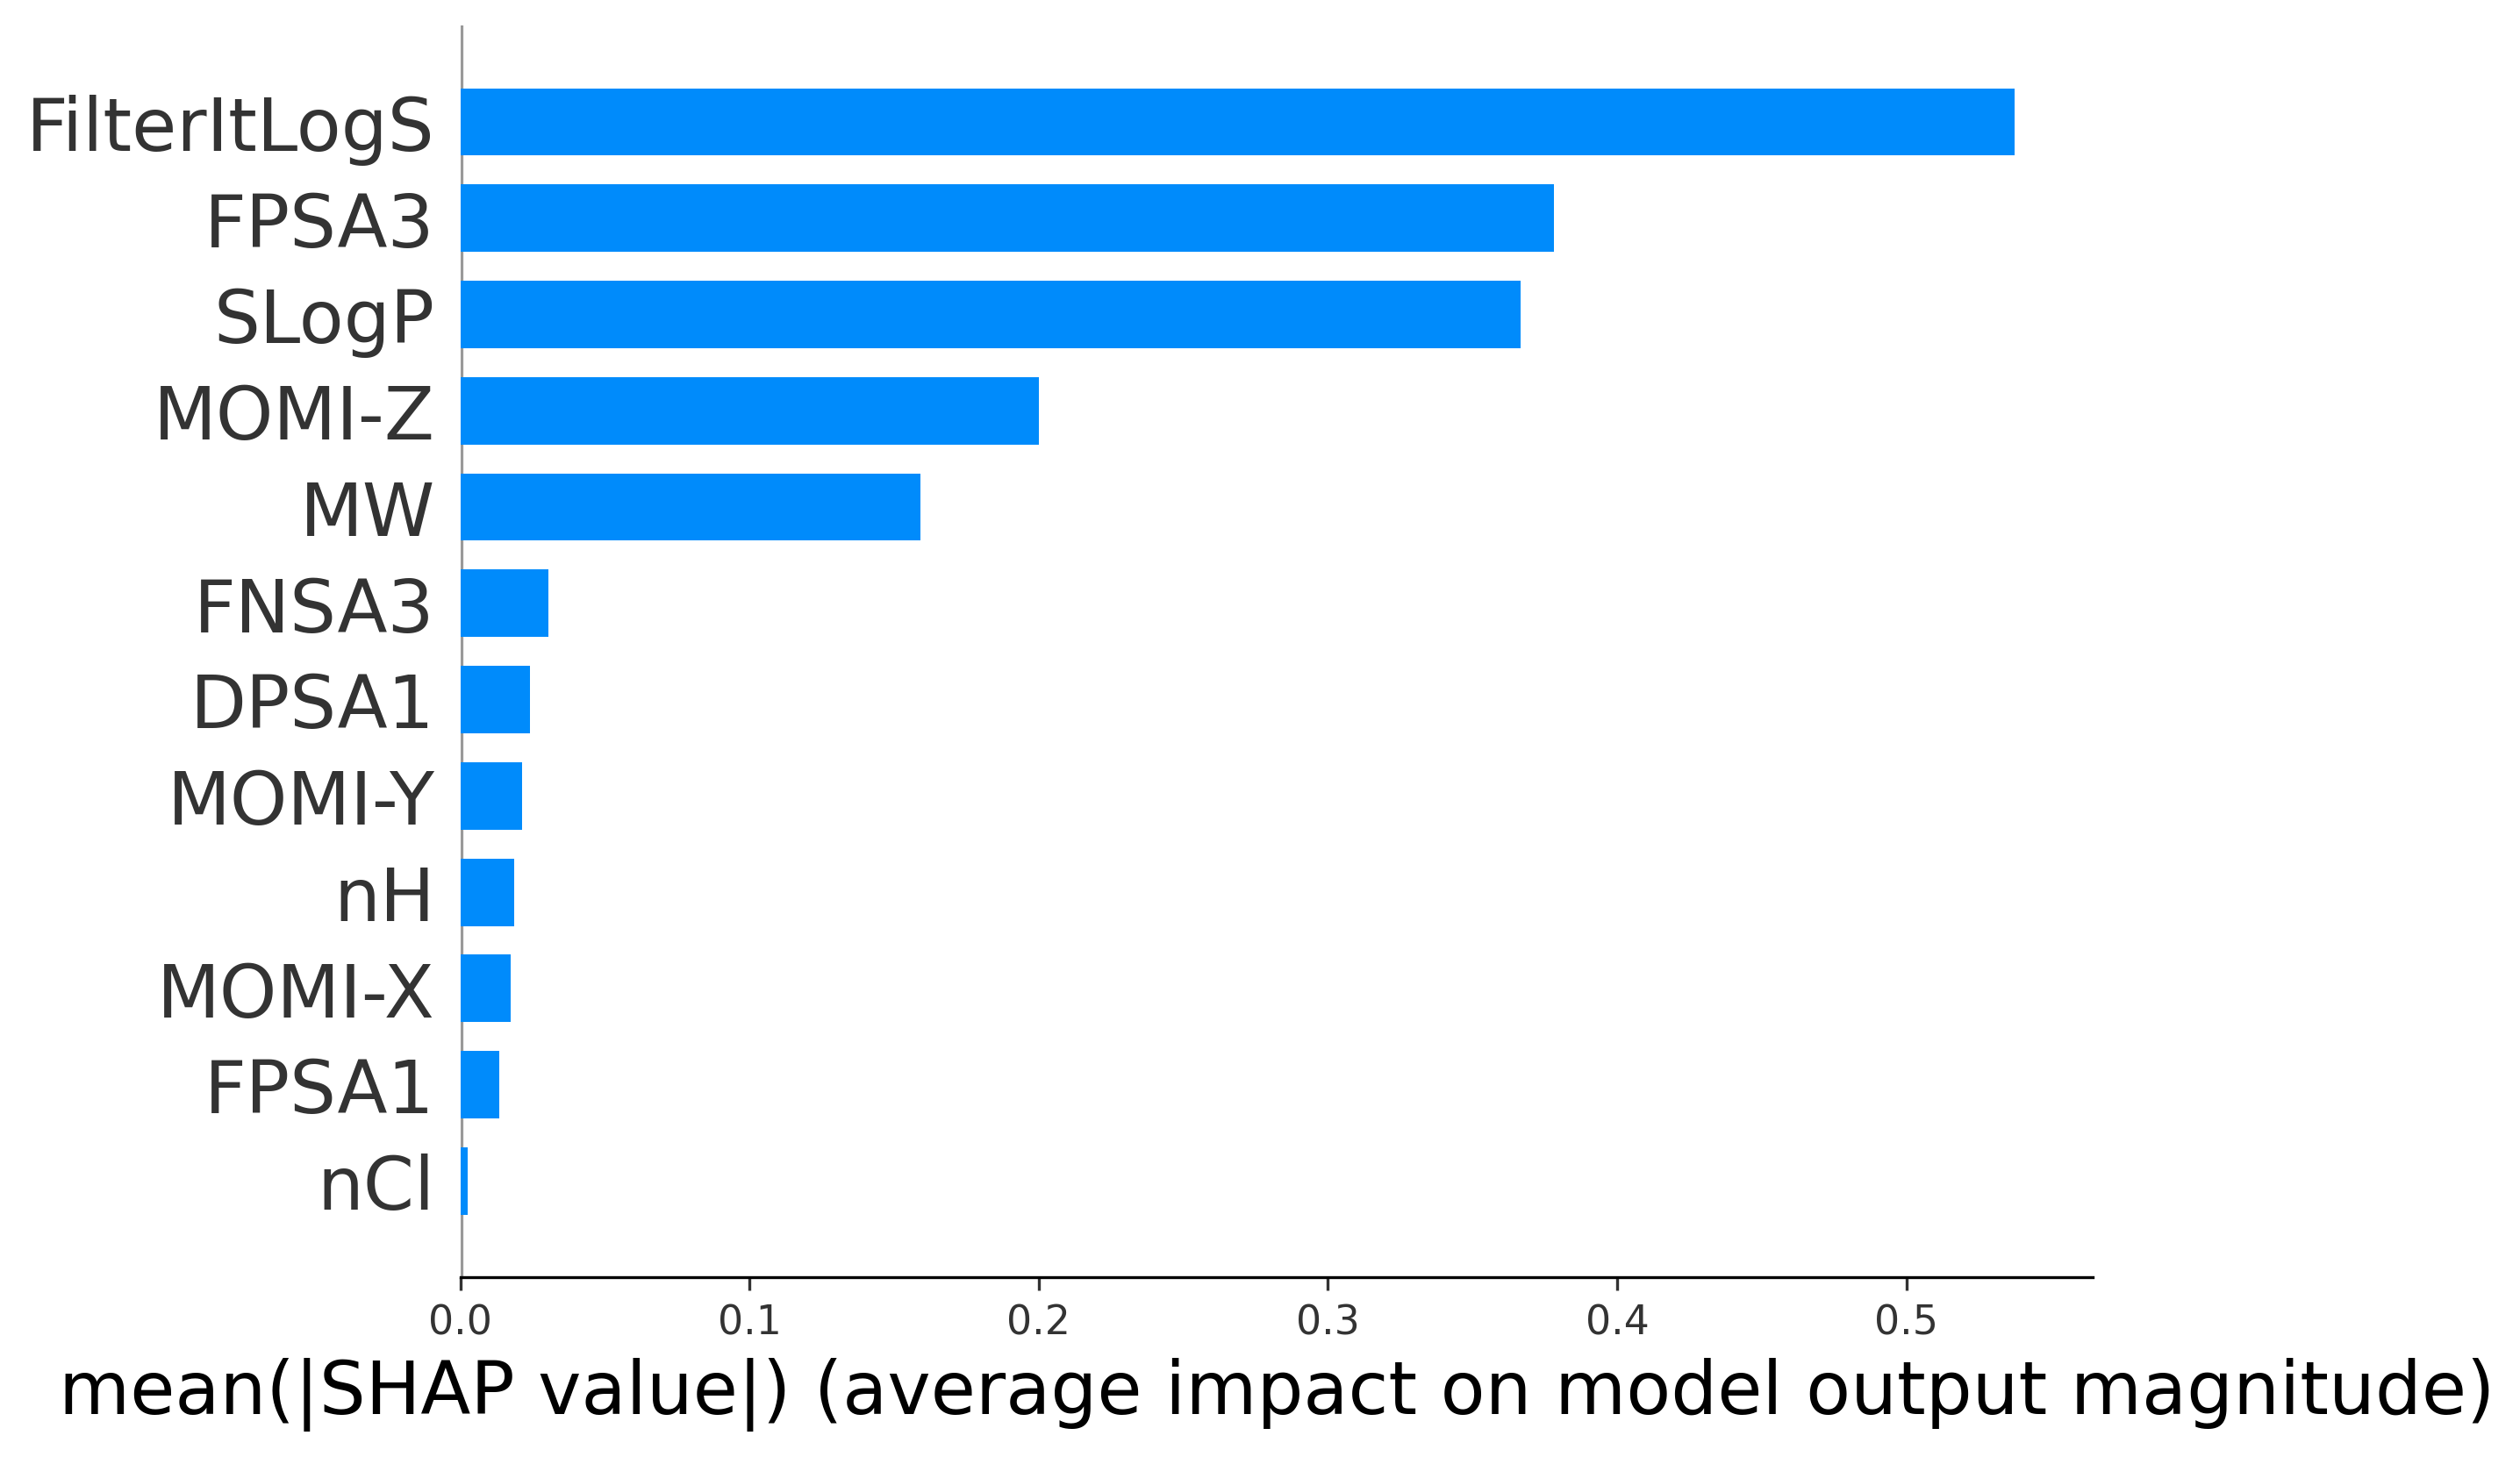 FilterItLogS
FPSA3
SLogP
MOMI-Z
MW
FNSA3
DPSA1
MOMI-Y
nH
MOMI-X
FPSA1
nCl
0.0 0.1 0.2 0.3 0.4 0.5
mean(|SHAP value|) (average impact on model output magnitude)